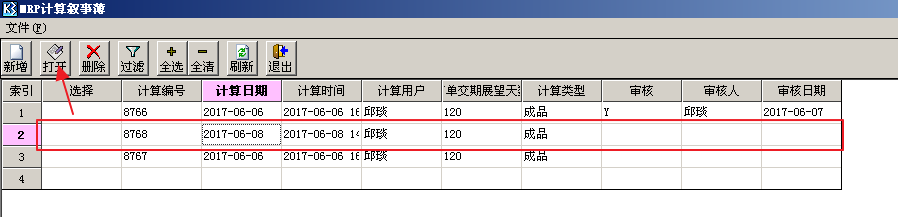 MRP计算叙事薄
文件(F)
新增 打开 删除 过滤 全选 全清 刷新 退出
索引 选择 计算编号 计算日期 计算时间 计算用户 单交期展望天数 计算类型 审核 审核人 审核日期
1 8766 2017-06-06 2017-06-06 16 邱琰 120 成品 Y 邱琰 2017-06-07
2 8768 2017-06-08 2017-06-08 14 邱琰 120 成品
3 8767 2017-06-06 2017-06-06 16 邱琰 120 成品
4